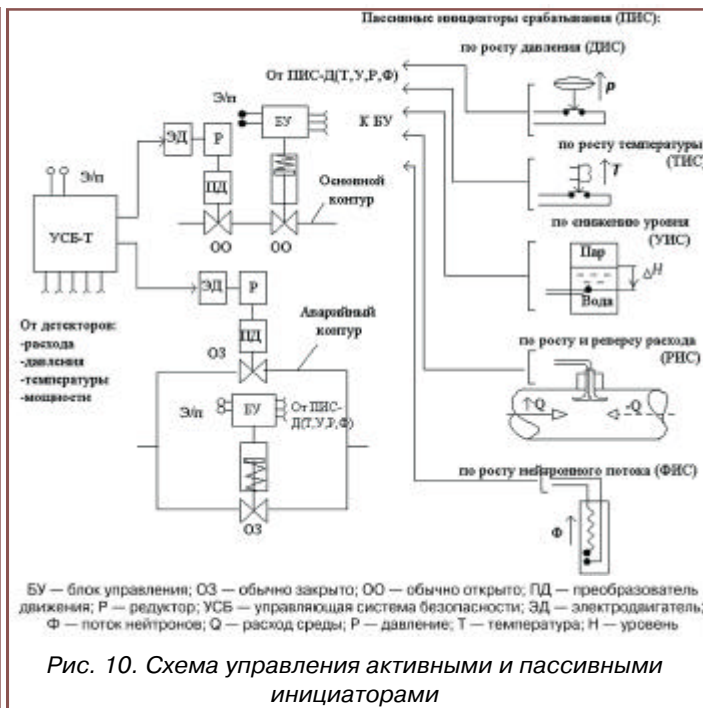 Пассивные инициаторы срабатывания (ПИС):
по росту давления (ДИС)
От ПИС-Д(Т,У,Р,Ф)
Э/п
БУ
К БУ
P
ЭД
Р
ПД
Основной
контур
ОО
ОО
по росту температуры
(ТИС)
T
Э/п
УСБ-Т
по снижению уровня
(УИС)
Пар
ΔH
Вода
ЭД
Р
ПД
От детекторов:
-расхода
-давления
-температуры
-мощности
ОЗ
Аварийный
контур
по росту и реверсу расхода
(РИС)
Q
-Q
Э/п
БУ
От ПИС-
Д(Т,У,Р,Ф)
ОЗ
по росту нейтронного потока (ФИС)
Ф
БУ — блок управления; ОЗ — обычно закрыто; ОО — обычно открыто; ПД — преобразователь
движения; Р — редуктор; УСБ — управляющая система безопасности; ЭД — электродвигатель;
Ф — поток нейтронов; Q — расход среды; Р — давление; Т — температура; Н — уровень
Рис. 10. Схема управления активными и пассивными
инициаторами